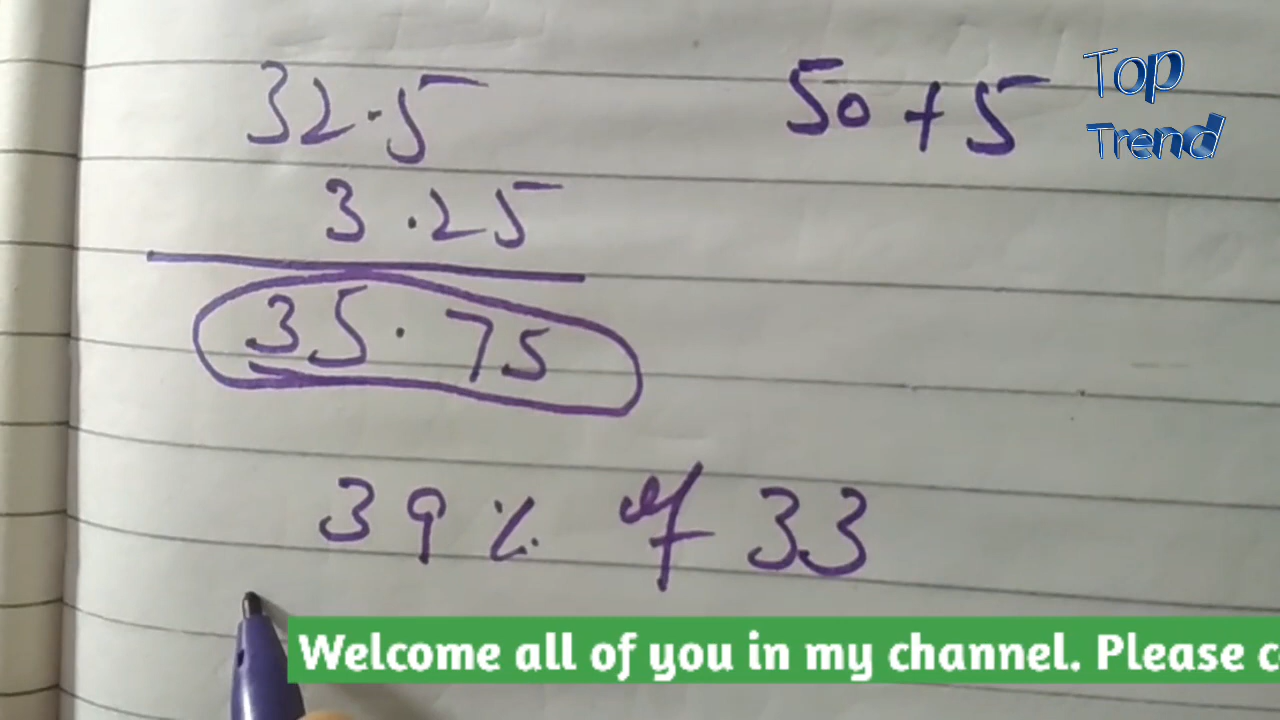 32.5
50 + 5
3.25
35.75
39% of 33
Top
Trend
Welcome all of you in my channel. Please c